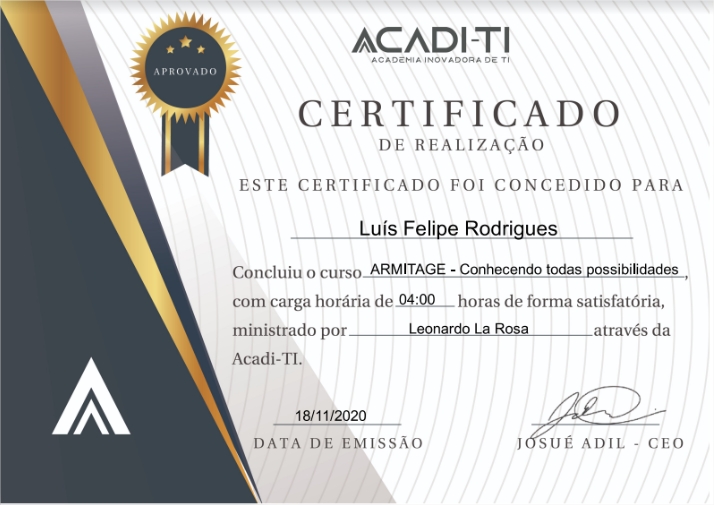 ACADI-TI
ACADEMIA INOVADORA DE TI
APROVADO
CERTIFICADO
DE REALIZAÇÃO
ESTE CERTIFICADO FOI CONCEDIDO PARA
Luís Felipe Rodrigues
Concluiu o curso ARMITAGE - Conhecendo todas possibilidades,
com carga horária de 04:00 horas de forma satisfatória,
ministrado por Leonardo La Rosa através da
Acadi-TI.
18/11/2020
DATA DE EMISSÃO
JOSUÉ ADIL - CEO